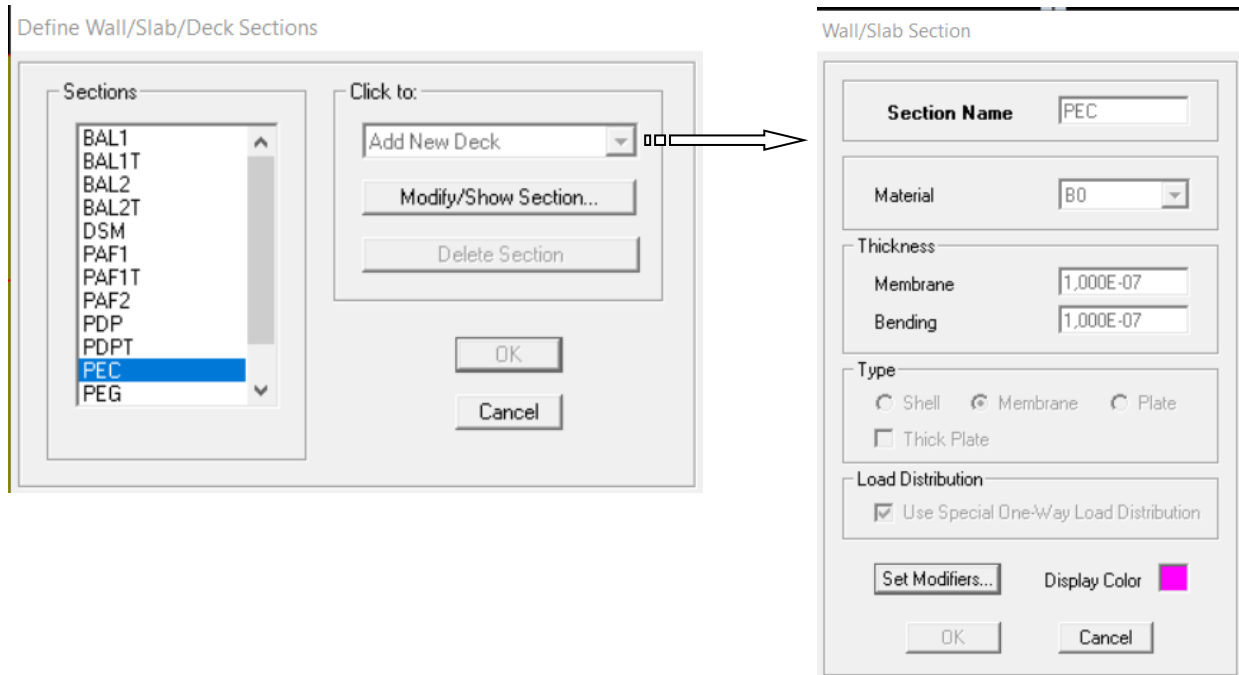 Define Wall/Slab/Deck Sections
Sections
BAL1
BAL1T
BAL2
BAL2T
DSM
PAF1
PAF1T
PAF2
PDP
PDPT
PEC
PEG
Click to:
Add New Deck
Modify/Show Section...
Delete Section
OK
Cancel
Wall/Slab Section
Section Name PEC
Material B0
Thickness
Membrane 1,000E-07
Bending 1,000E-07
Type
Shell Membrane Plate
Thick Plate
Load Distribution
Use Special One-Way Load Distribution
Set Modifiers... Display Color
OK Cancel